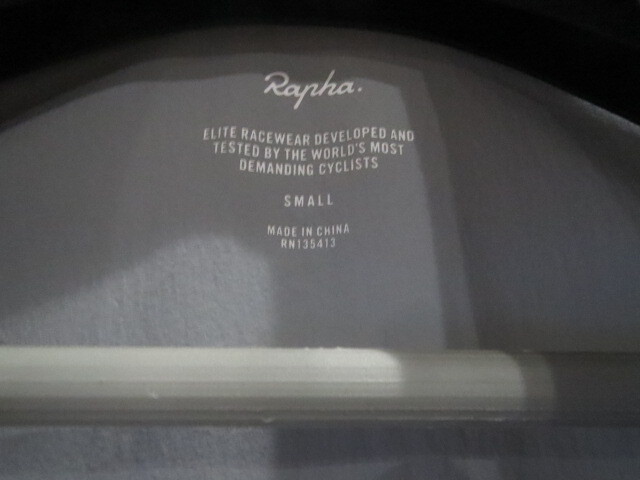 Rapha.
ELITE RACEWEAR DEVELOPED AND
TESTED BY THE WORLD'S MOST
DEMANDING CYCLISTS
SMALL
MADE IN CHINA
RN135413